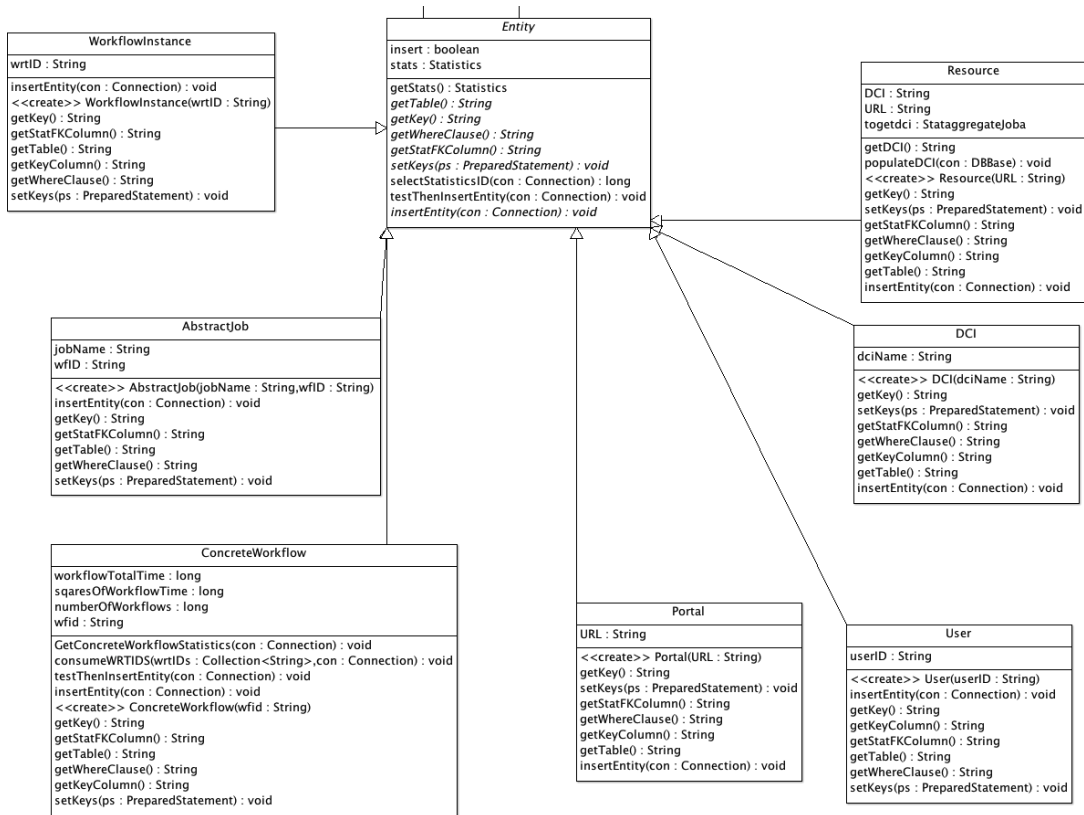 WorkflowInstance
wrtID : String
insertEntity(con : Connection) : void
<<create>> WorkflowInstance(wrtID : String)
getKey() : String
getStatFKColumn() : String
getTable() : String
getKeyColumn() : String
getWhereClause() : String
setKeys(ps : PreparedStatement) : void
Entity
insert : boolean
stats : Statistics
getStats() : Statistics
getTable() : String
getKey() : String
getWhereClause() : String
getStatFKColumn() : String
setKeys(ps : PreparedStatement) : void
selectStatisticsID(con : Connection) : long
testThenInsertEntity(con : Connection) : void
insertEntity(con : Connection) : void
Resource
DCI : String
URL : String
togetdci : StataggregateJoba
getDCI() : String
populateDCI(con : DBBase) : void
<<create>> Resource(URL : String)
getKey() : String
setKeys(ps : PreparedStatement) : void
getStatFKColumn() : String
getWhereClause() : String
getKeyColumn() : String
getTable() : String
insertEntity(con : Connection) : void
AbstractJob
jobName : String
wfID : String
<<create>> AbstractJob(jobName : String,wfID : String)
insertEntity(con : Connection) : void
getKey() : String
getStatFKColumn() : String
getTable() : String
getWhereClause() : String
setKeys(ps : PreparedStatement) : void
DCI
dciName : String
<<create>> DCI(dciName : String)
getKey() : String
setKeys(ps : PreparedStatement) : void
getStatFKColumn() : String
getWhereClause() : String
getKeyColumn() : String
getTable() : String
insertEntity(con : Connection) : void
ConcreteWorkflow
workflowTotalTime : long
sqaresOfWorkflowTime : long
numberOfWorkflows : long
wfid : String
GetConcreteWorkflowStatistics(con : Connection) : void
consumeWRTIDS(wrtIDs : Collection<String>,con : Connection) : void
testThenInsertEntity(con : Connection) : void
insertEntity(con : Connection) : void
<<create>> ConcreteWorkflow(wfid : String)
getKey() : String
getStatFKColumn() : String
getTable() : String
getWhereClause() : String
getKeyColumn() : String
setKeys(ps : PreparedStatement) : void
Portal
URL : String
<<create>> Portal(URL : String)
getKey() : String
setKeys(ps : PreparedStatement) : void
getStatFKColumn() : String
getWhereClause() : String
getKeyColumn() : String
getTable() : String
insertEntity(con : Connection) : void
User
userID : String
<<create>> User(userID : String)
insertEntity(con : Connection) : void
getKey() : String
getKeyColumn() : String
getStatFKColumn() : String
getTable() : String
getWhereClause() : String
setKeys(ps : PreparedStatement) : void